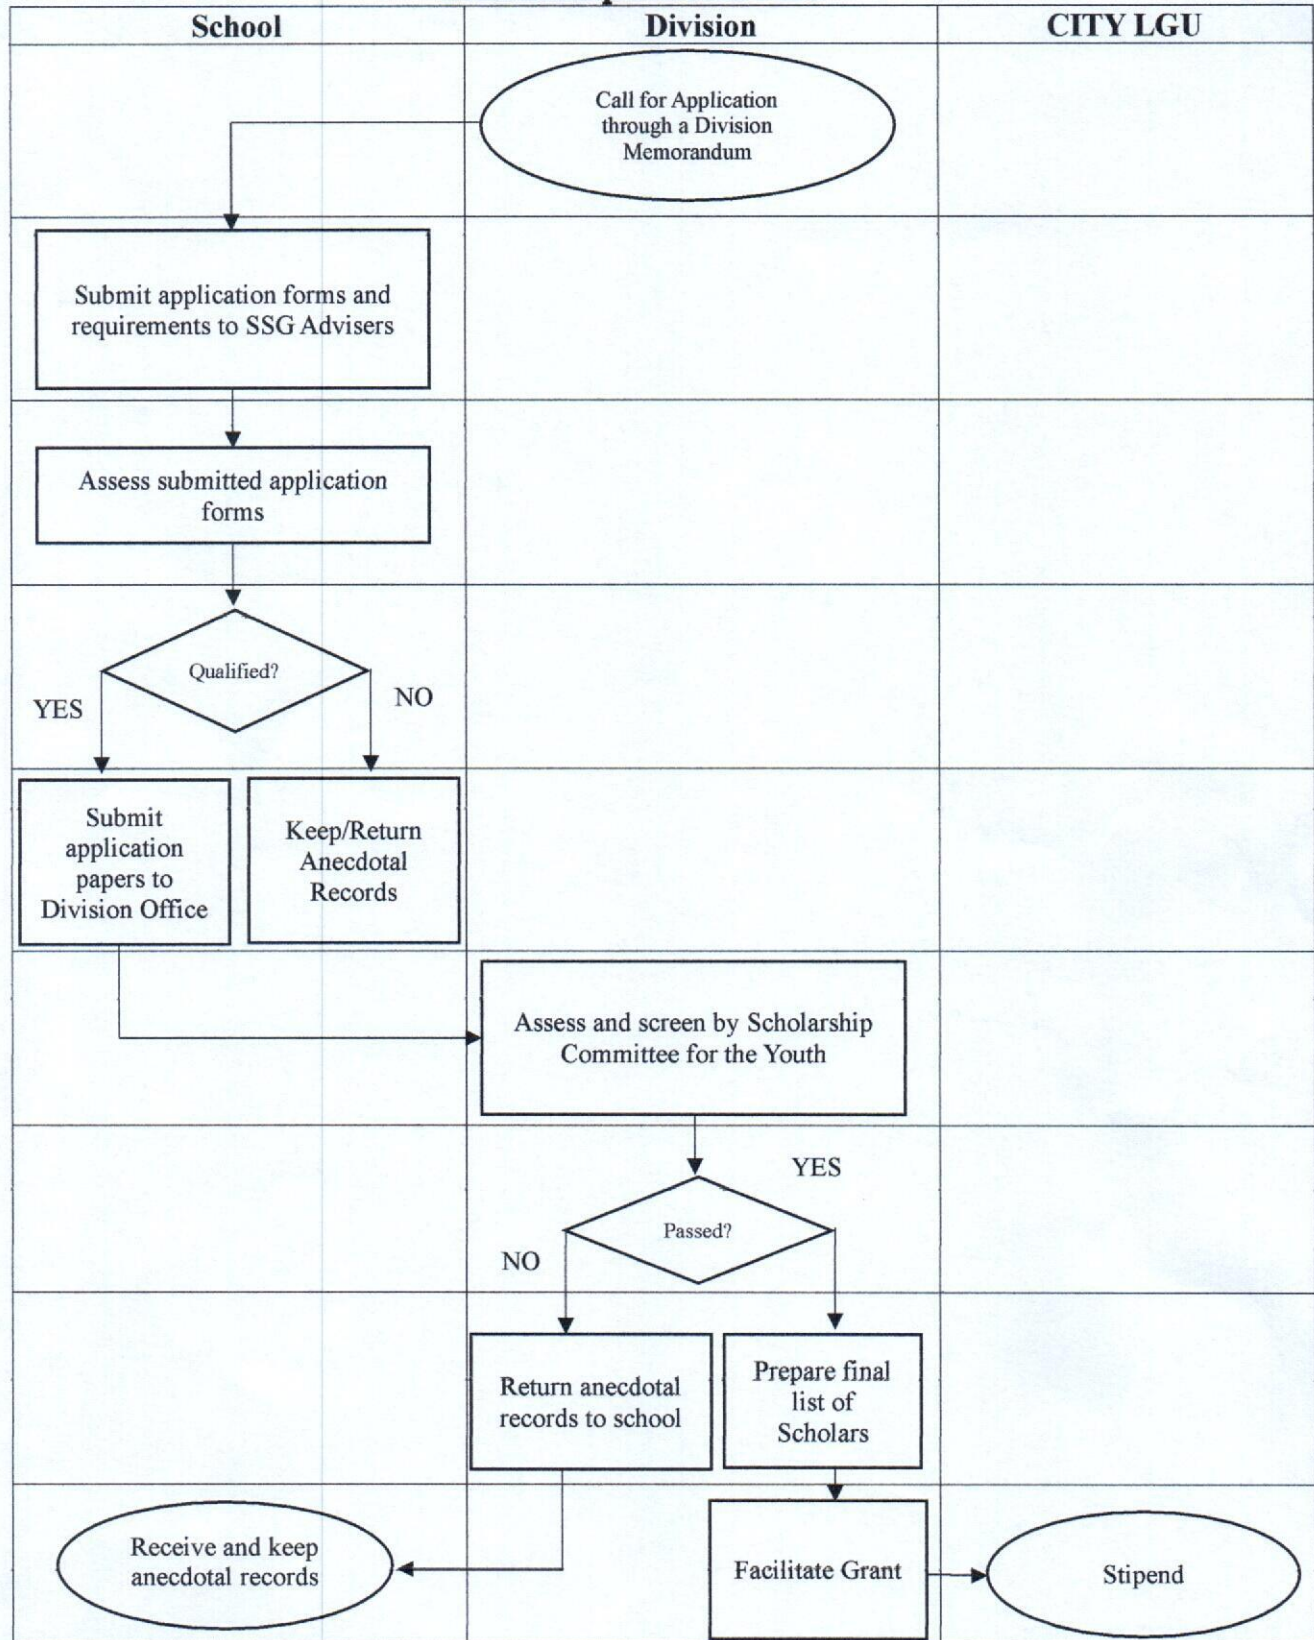 School
Division
CITY LGU
Call for Application
through a Division
Memorandum
Submit application forms and
requirements to SSG Advisers
Assess submitted application
forms
Qualified?
YES
NO
Submit
application
papers to
Division Office
Keep/Return
Anecdotal
Records
Assess and screen by Scholarship
Committee for the Youth
YES
Passed?
NO
Return anecdotal
records to school
Prepare final
list of
Scholars
Receive and keep
anecdotal records
Facilitate Grant
Stipend